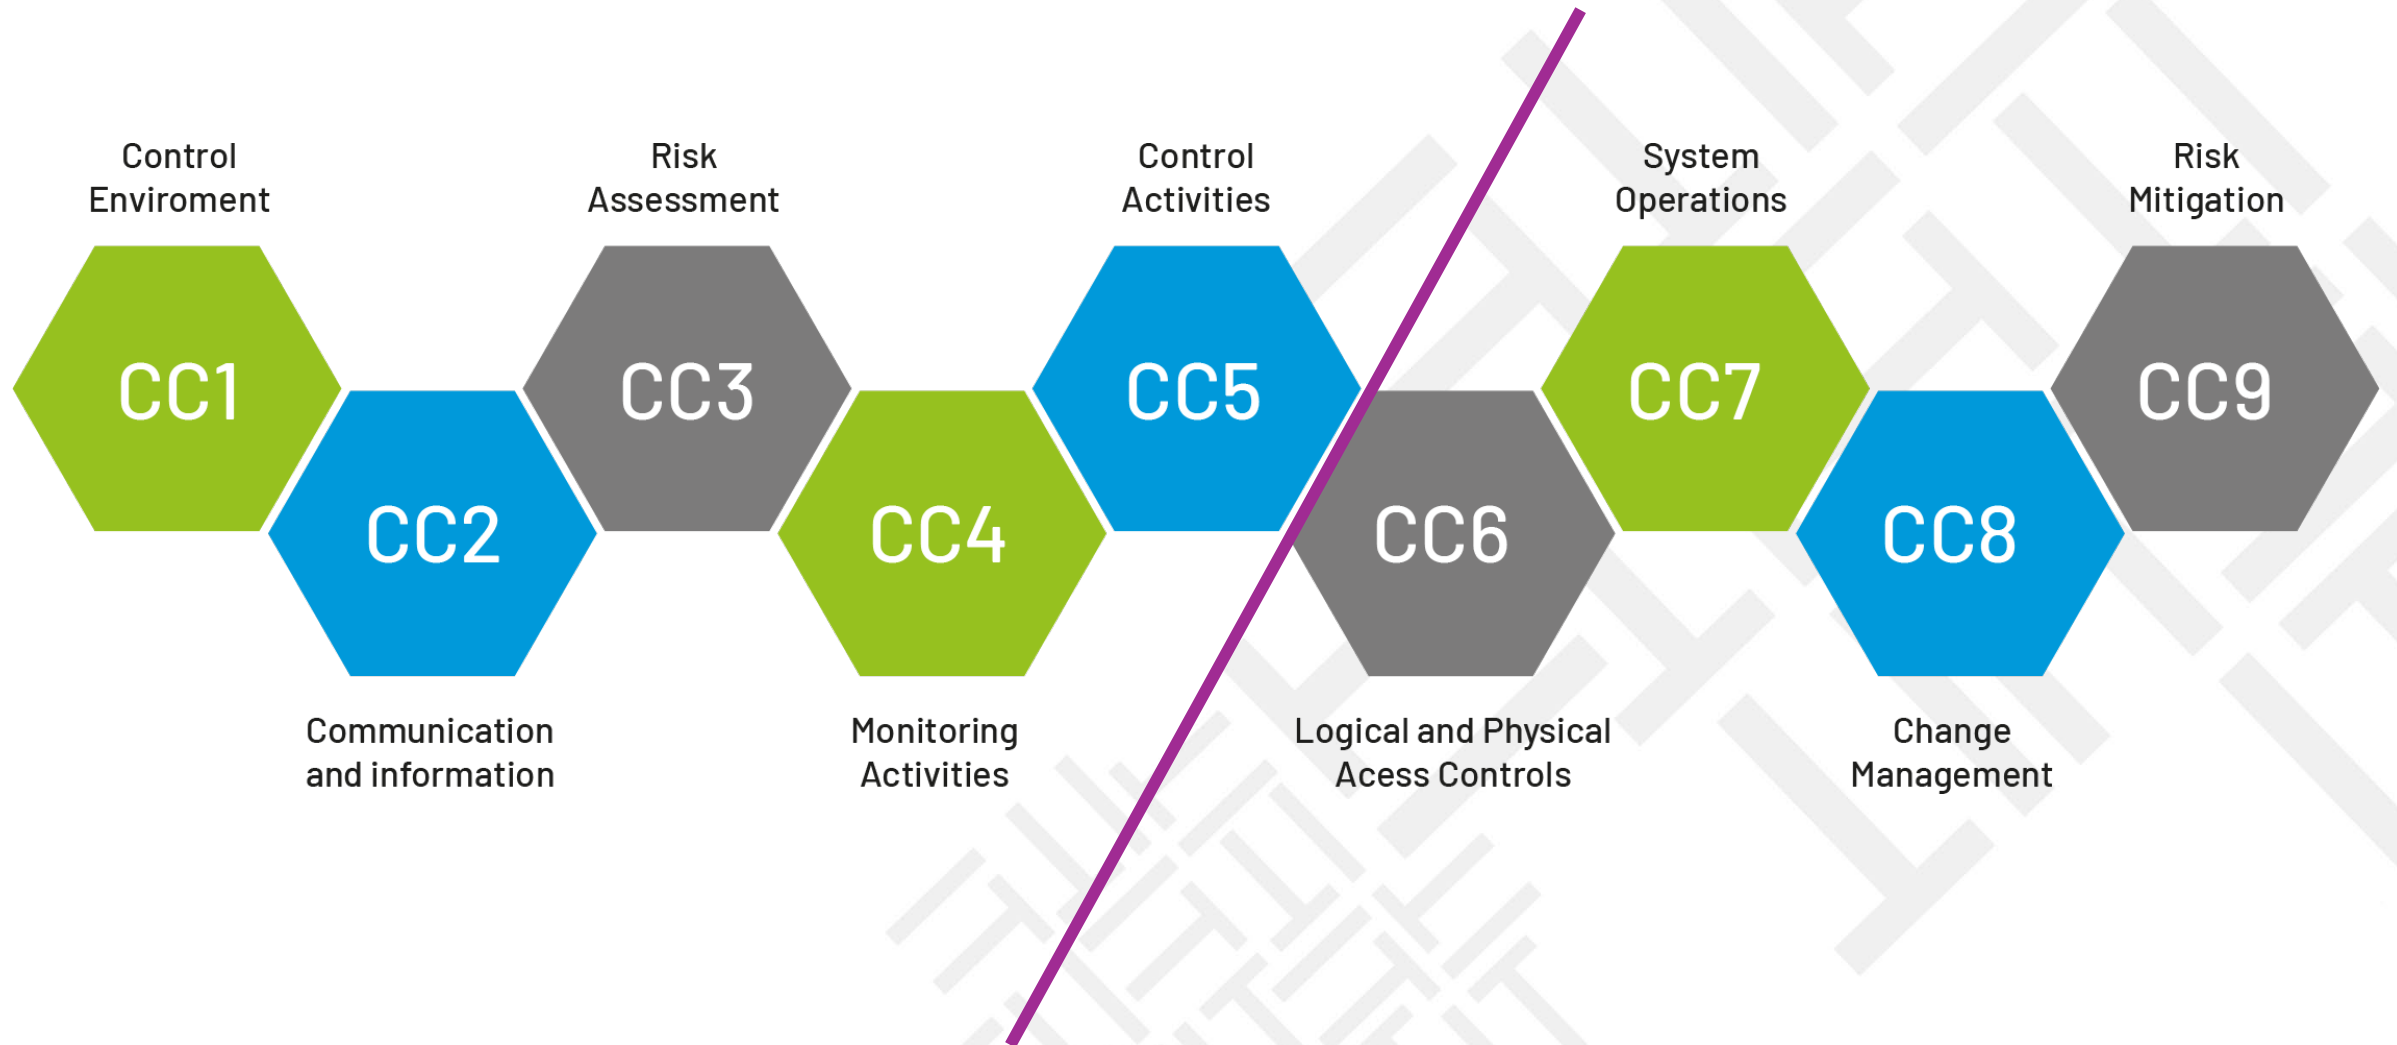 Control
Enviroment
CC1
CC2
Communication
and information
Risk
Assessment
CC3
CC4
Monitoring
Activities
Control
Activities
CC5
CC6
Logical and Physical
Acess Controls
System
Operations
CC7
CC8
Change
Management
Risk
Mitigation
CC9